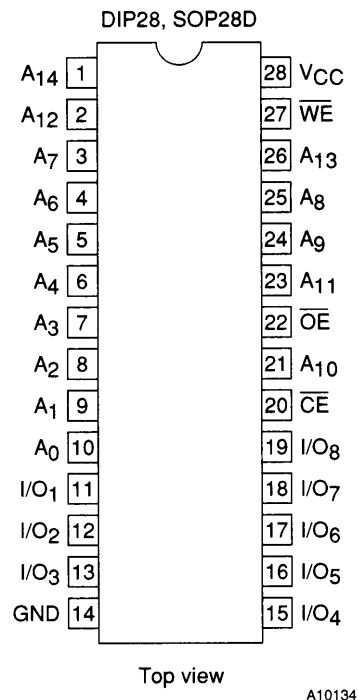 DIP28, SOP28D
A14 1 28 VCC
A12 2 27 W̅E̅
A7 3 26 A13
A6 4 25 A8
A5 5 24 A9
A4 6 23 A11
A3 7 22 O̅E̅
A2 8 21 A10
A1 9 20 C̅E̅
A0 10 19 I/O8
I/O1 11 18 I/O7
I/O2 12 17 I/O6
I/O3 13 16 I/O5
GND 14 15 I/O4
Top view
A10134